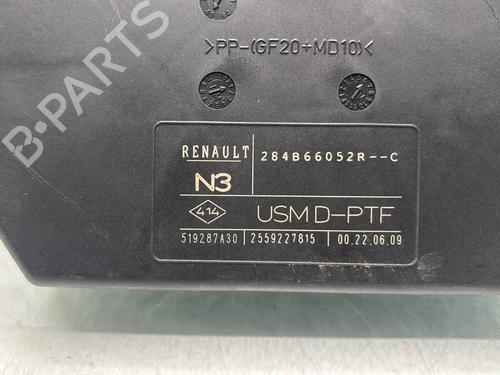 >PP-(GF20+MD10)<
RENAULT 284B66052R--C
N3
414 USM D-PTF
519287A30 2559227815 00.22.06.09
B-PARTS